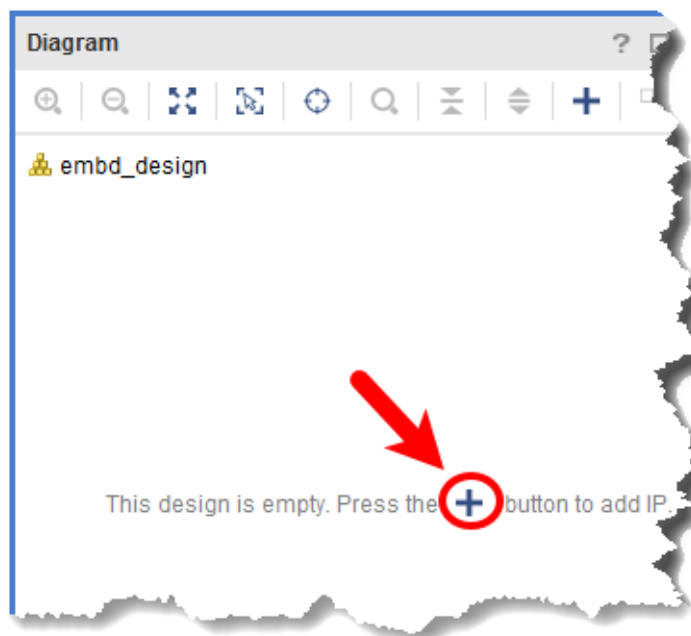 Diagram ?
embd_design
This design is empty. Press the + button to add IP.